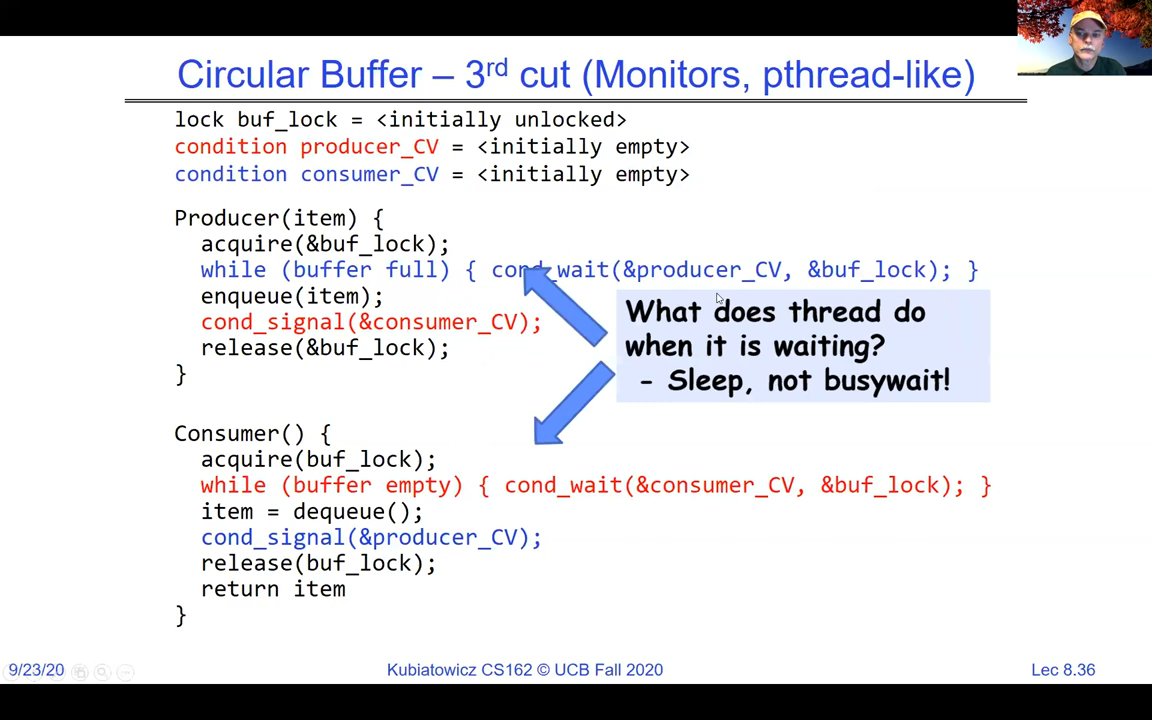 Circular Buffer – 3rd cut (Monitors, pthread-like)
lock buf_lock = <initially unlocked>
condition producer_CV = <initially empty>
condition consumer_CV = <initially empty>
Producer(item) {
acquire(&buf_lock);
while (buffer full) { cond_wait(&producer_CV, &buf_lock); }
enqueue(item);
cond_signal(&consumer_CV);
release(&buf_lock);
}
What does thread do
when it is waiting?
- Sleep, not busywait!
Consumer() {
acquire(buf_lock);
while (buffer empty) { cond_wait(&consumer_CV, &buf_lock); }
item = dequeue();
cond_signal(&producer_CV);
release(buf_lock);
return item
}
9/23/20
Kubiatowicz CS162 © UCB Fall 2020
Lec 8.36